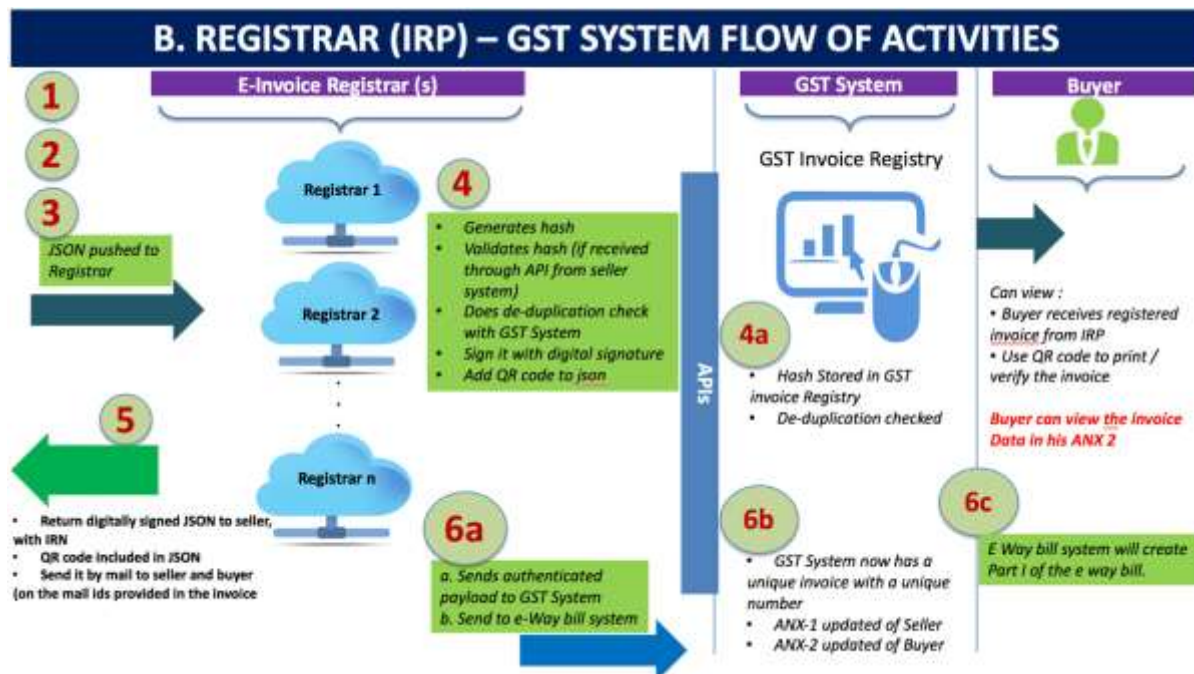 B. REGISTRAR (IRP) – GST SYSTEM FLOW OF ACTIVITIES
E-Invoice Registrar (s)
GST System
Buyer
1
2
3
JSON pushed to
Registrar
Registrar 1
Registrar 2
Registrar n
4
• Generates hash
• Validates hash (if received
through API from seller
system)
• Does de-duplication check
with GST System
• Sign it with digital signature
• Add QR code to json
5
• Return digitally signed JSON to seller,
with IRN
• QR code included in JSON
• Send it by mail to seller and buyer
(on the mail ids provided in the invoice
6a
a. Sends authenticated
payload to GST System
b. Send to e-Way bill system
APIs
GST Invoice Registry
4a
• Hash Stored in GST
invoice Registry
• De-duplication checked
6b
• GST System now has a
unique invoice with a unique
number
• ANX-1 updated of Seller
• ANX-2 updated of Buyer
Can view :
• Buyer receives registered
invoice from IRP
• Use QR code to print /
verify the invoice
Buyer can view the Invoice
Data in his ANX 2
6c
E Way bill system will create
Part I of the e way bill.